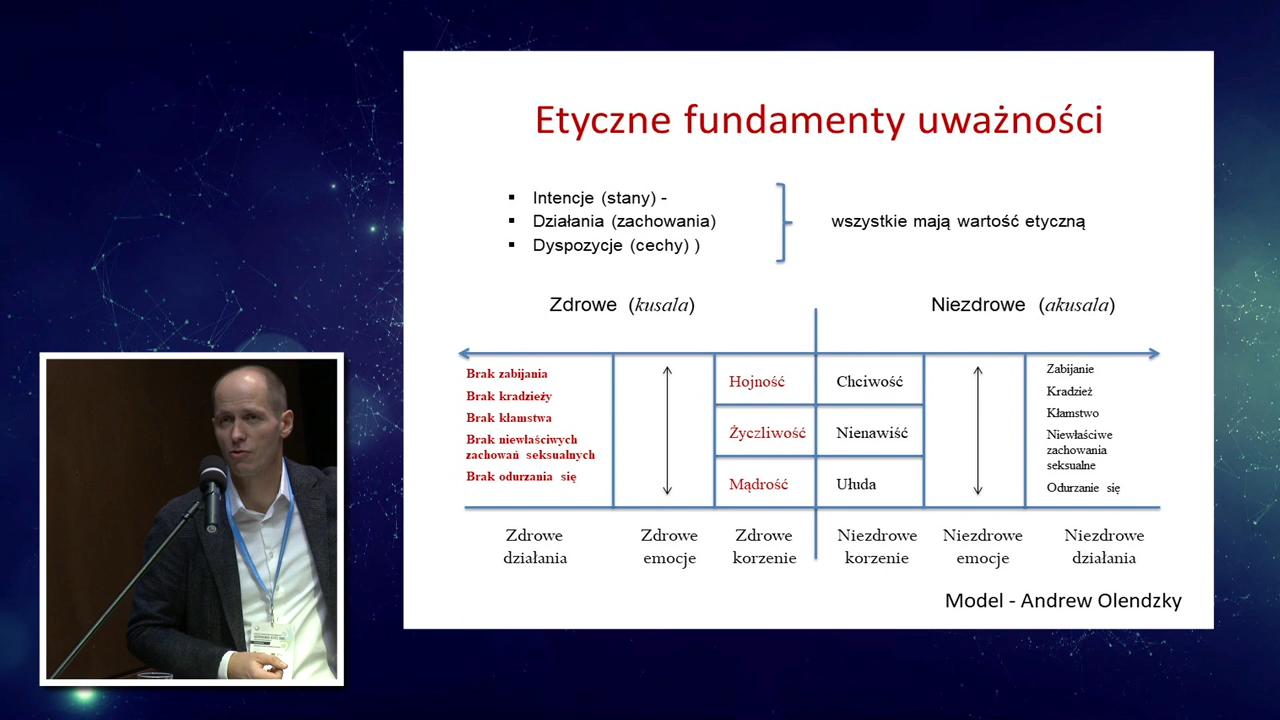 Etyczne fundamenty uważności
▪ Intencje (stany) -
▪ Działania (zachowania)
▪ Dyspozycje (cechy) )
wszystkie mają wartość etyczną
Zdrowe (kusala)
Niezdrowe (akusala)
Brak zabijania
Brak kradzieży
Brak kłamstwa
Brak niewłaściwych
zachowań seksualnych
Brak odurzania się
Hojność
Życzliwość
Mądrość
Chciwość
Nienawiść
Ułuda
Zabijanie
Kradzież
Kłamstwo
Niewłaściwe
zachowania
seksualne
Odurzanie się
Zdrowe
działania
Zdrowe
emocje
Zdrowe
korzenie
Niezdrowe
korzenie
Niezdrowe
emocje
Niezdrowe
działania
Model - Andrew Olendzky